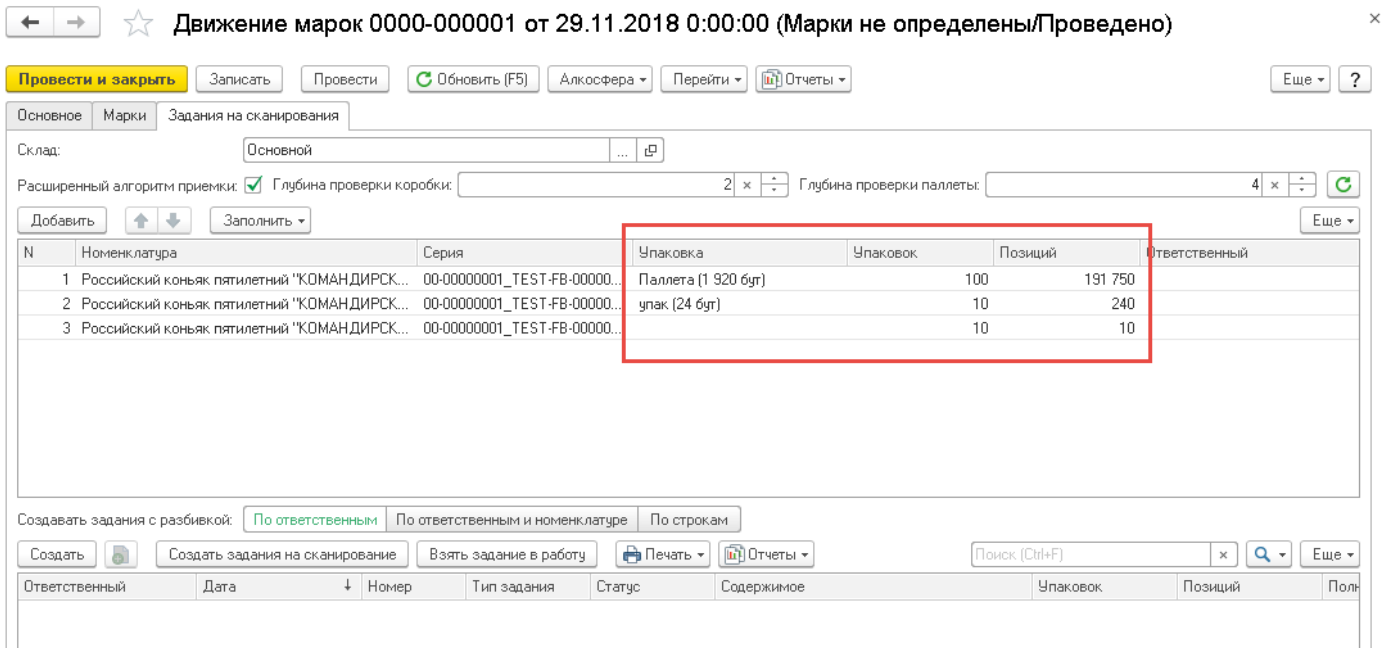 Движение марок 0000-000001 от 29.11.2018 0:00:00 (Марки не определены/Проведено)
Провести и закрыть Записать Провести Обновить (F5) Алкосфера Перейти Отчеты Еще ?
Основное Марки Задания на сканирования
Склад: Основной ...
Расширенный алгоритм приемки: Глубина проверки коробки: 2 Глубина проверки паллеты: 4
Добавить Заполнить Еще
N Номенклатура Серия Упаковка Упаковок Позиций Ответственный
1 Российский коньяк пятилетний "КОМАНДИРСК... 00-00000001_TEST-FB-00000... Паллета (1 920 бут) 100 191 750
2 Российский коньяк пятилетний "КОМАНДИРСК... 00-00000001_TEST-FB-00000... упак (24 бут) 10 240
3 Российский коньяк пятилетний "КОМАНДИРСК... 00-00000001_TEST-FB-00000... 10 10
Создавать задания с разбивкой: По ответственным По ответственным и номенклатуре По строкам
Создать Создать задания на сканирование Взять задание в работу Печать Отчеты Поиск (Ctrl+F) Еще
Ответственный Дата ↓ Номер Тип задания Статус Содержимое Упаковок Позиций Полн